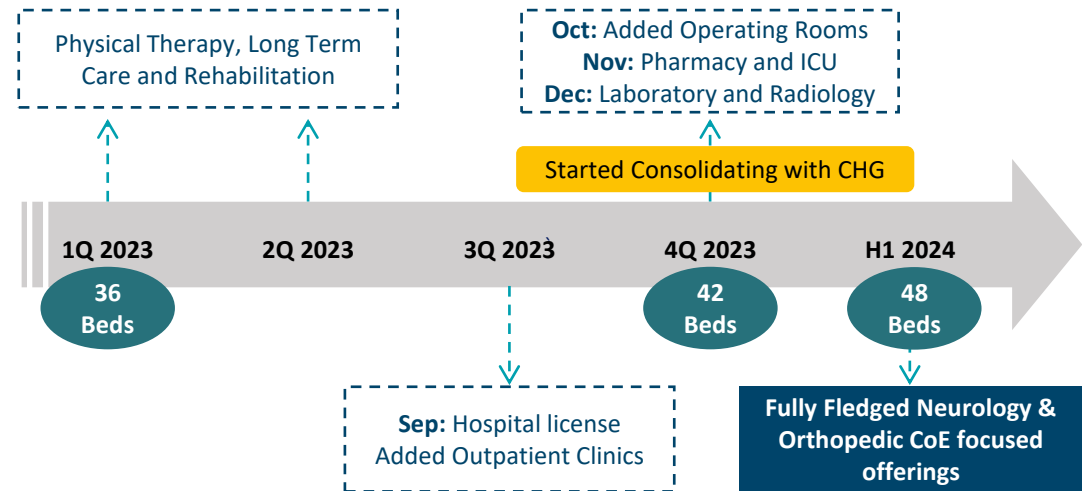 Physical Therapy, Long Term
Care and Rehabilitation
Oct: Added Operating Rooms
Nov: Pharmacy and ICU
Dec: Laboratory and Radiology
Started Consolidating with CHG
1Q 2023
2Q 2023
3Q 2023
4Q 2023
H1 2024
36
Beds
42
Beds
48
Beds
Sep: Hospital license
Added Outpatient Clinics
Fully Fledged Neurology &
Orthopedic CoE focused
offerings